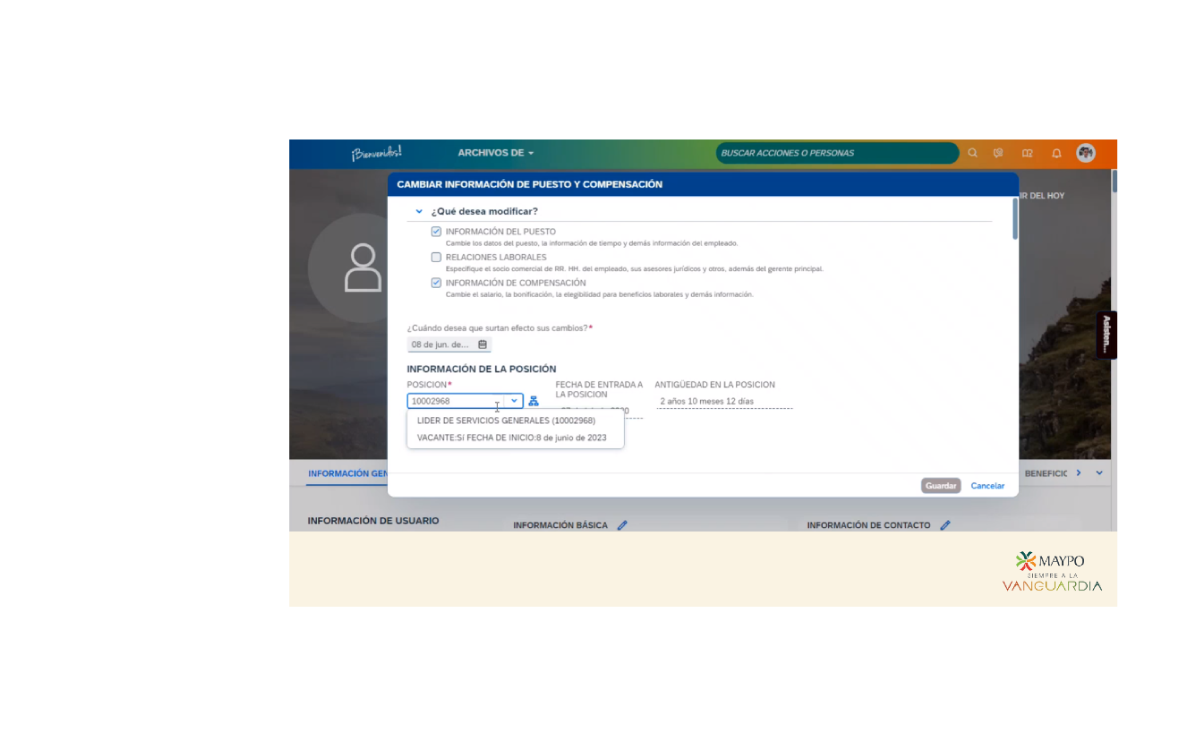 ¡Bienvenidos!
ARCHIVOS DE
BUSCAR ACCIONES O PERSONAS
CAMBIAR INFORMACIÓN DE PUESTO Y COMPENSACIÓN
IR DEL HOY
¿Qué desea modificar?
INFORMACIÓN DEL PUESTO
Cambie los datos del puesto, la información de tiempo y demás información del empleado.
RELACIONES LABORALES
Especifique el socio comercial de RR. HH. del empleado, sus asesores jurídicos y otros, además del gerente principal.
INFORMACIÓN DE COMPENSACIÓN
Cambie el salario, la bonificación, la elegibilidad para beneficios laborales y demás información.
Asisten...
¿Cuándo desea que surtan efecto sus cambios?*
08 de jun. de...
INFORMACIÓN DE LA POSICIÓN
POSICION*
FECHA DE ENTRADA A LA POSICION
ANTIGÜEDAD EN LA POSICION
10002968
2 años 10 meses 12 días
LIDER DE SERVICIOS GENERALES (10002968)
VACANTE:Sí FECHA DE INICIO:8 de junio de 2023
INFORMACIÓN GEN
BENEFICIC
Guardar
Cancelar
INFORMACIÓN DE USUARIO
INFORMACIÓN BÁSICA
INFORMACIÓN DE CONTACTO
MAYPO
SIEMPRE A LA
VANGUARDIA